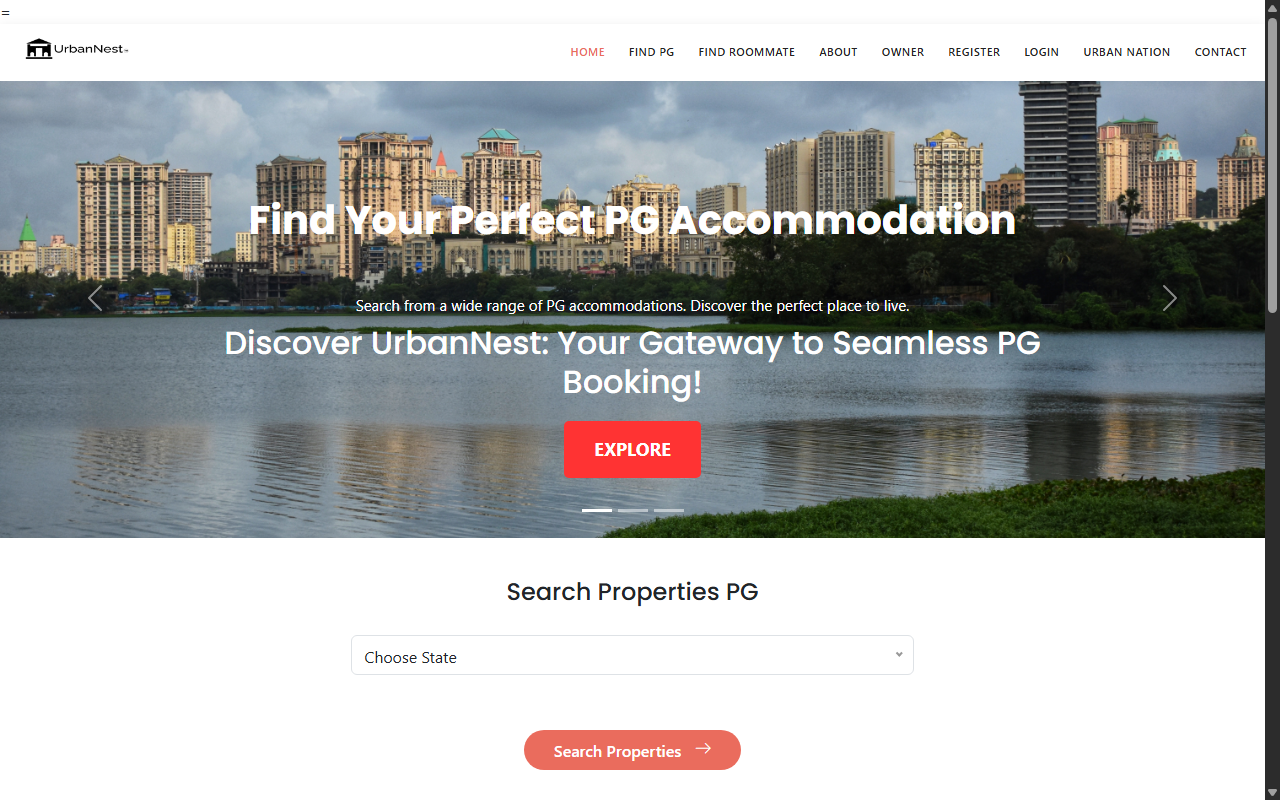 =
UrbanNest
HOME FIND PG FIND ROOMMATE ABOUT OWNER REGISTER LOGIN URBAN NATION CONTACT
Find Your Perfect PG Accommodation
Search from a wide range of PG accommodations. Discover the perfect place to live.
Discover UrbanNest: Your Gateway to Seamless PG
Booking!
EXPLORE
Search Properties PG
Choose State
Search Properties →